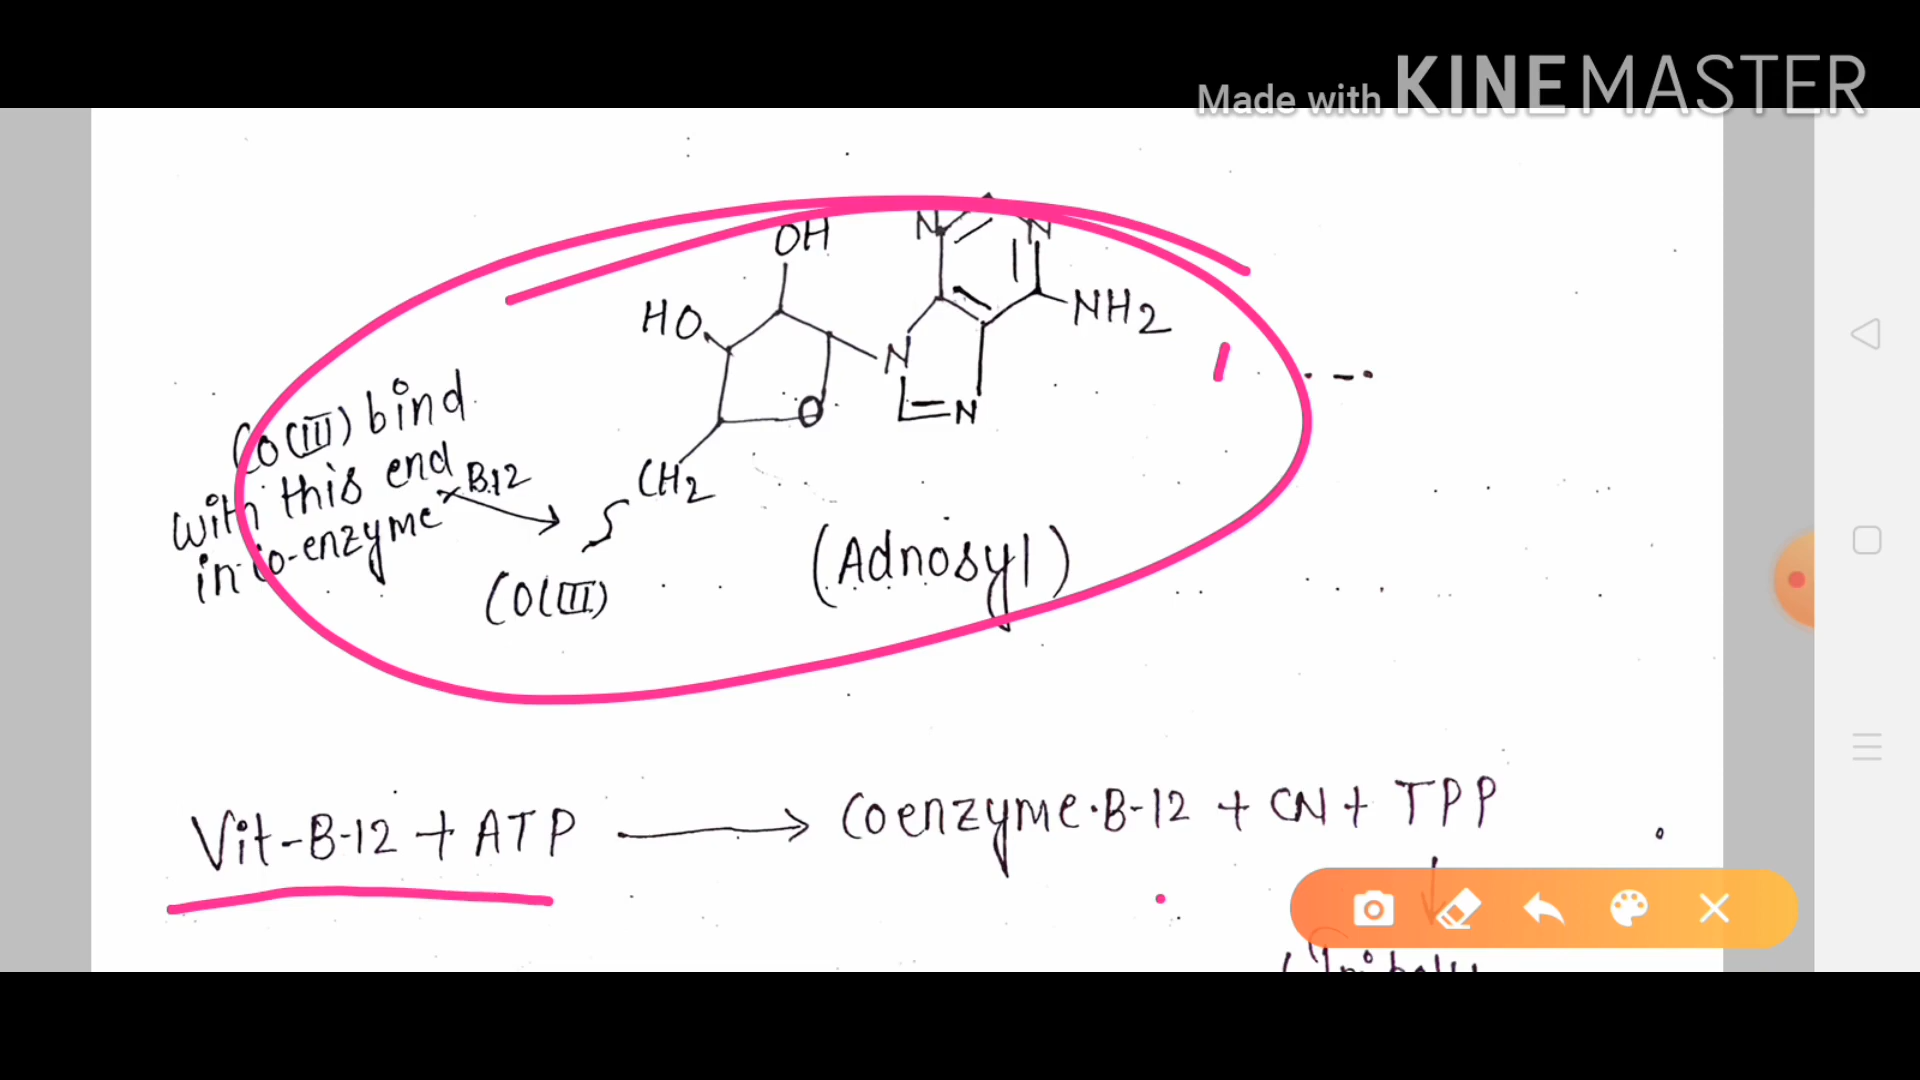 Made with KINEMASTER
OH
N
N
HO
NH2
N
O
N
Co(III) bind
with this end
in co-enzyme B12
CH2
Co(III)
(Adnosyl)
Vit-B-12 + ATP → Coenzyme·B-12 + CN + TPP